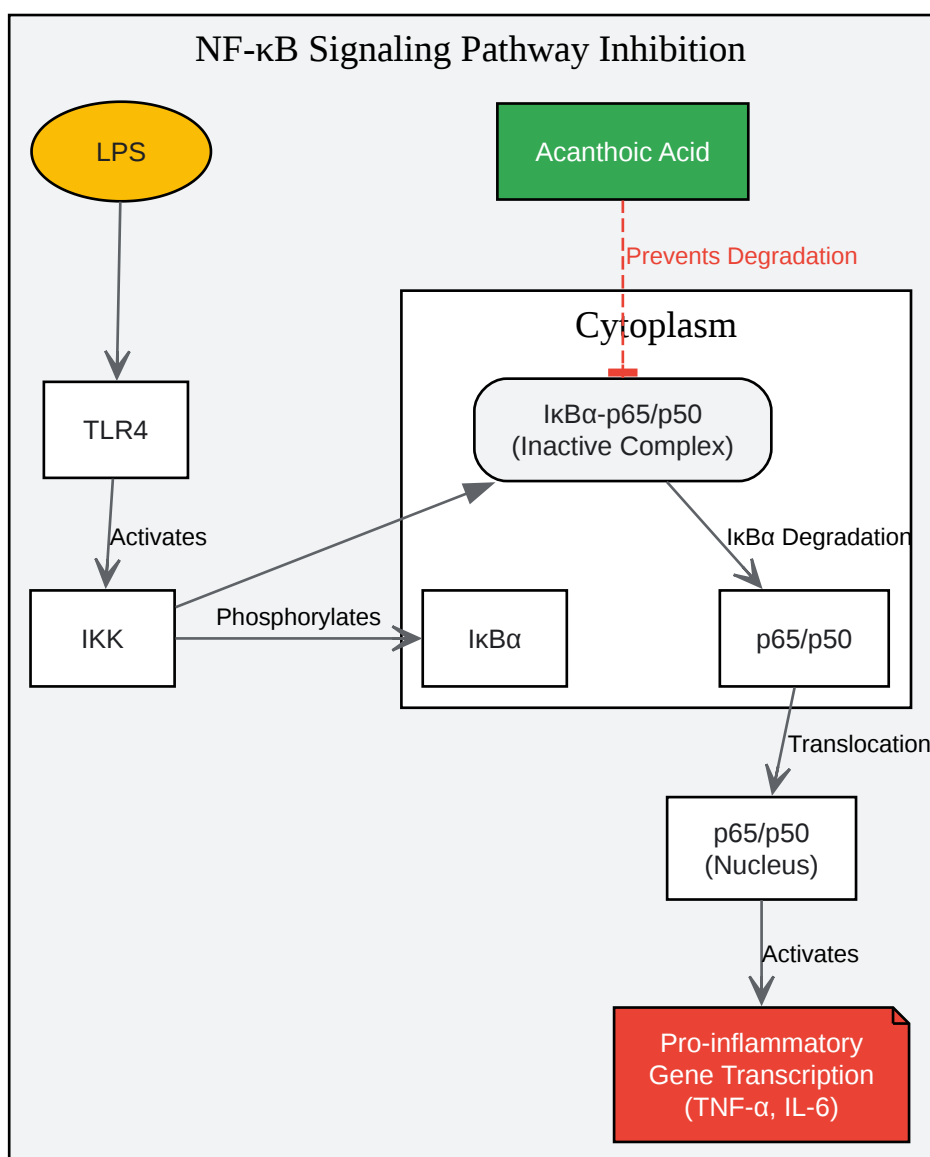 NF-κB Signaling Pathway Inhibition
LPS
Acanthoic Acid
Prevents Degradation
Cytoplasm
TLR4
IκBα-p65/p50
(Inactive Complex)
Activates
IκBα Degradation
IKK
Phosphorylates
IκBα
p65/p50
Translocation
p65/p50
(Nucleus)
Activates
Pro-inflammatory
Gene Transcription
(TNF-α, IL-6)